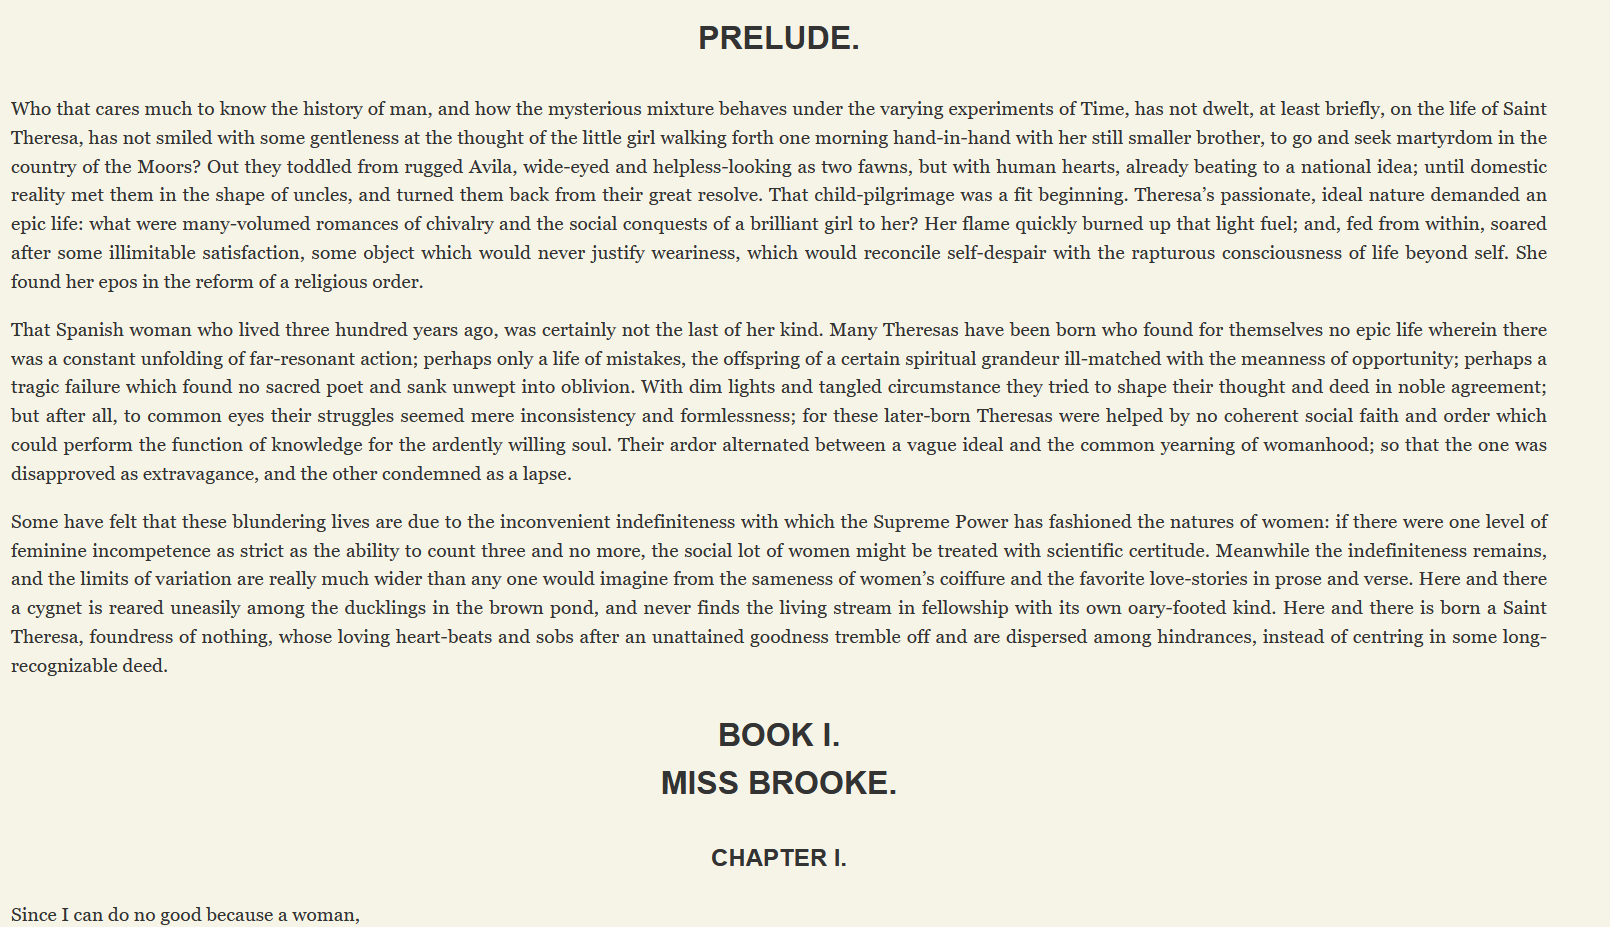 PRELUDE.
Who that cares much to know the history of man, and how the mysterious mixture behaves under the varying experiments of Time, has not dwelt, at least briefly, on the life of Saint
Theresa, has not smiled with some gentleness at the thought of the little girl walking forth one morning hand-in-hand with her still smaller brother, to go and seek martyrdom in the
country of the Moors? Out they toddled from rugged Avila, wide-eyed and helpless-looking as two fawns, but with human hearts, already beating to a national idea; until domestic
reality met them in the shape of uncles, and turned them back from their great resolve. That child-pilgrimage was a fit beginning. Theresa’s passionate, ideal nature demanded an
epic life: what were many-volumed romances of chivalry and the social conquests of a brilliant girl to her? Her flame quickly burned up that light fuel; and, fed from within, soared
after some illimitable satisfaction, some object which would never justify weariness, which would reconcile self-despair with the rapturous consciousness of life beyond self. She
found her epos in the reform of a religious order.
That Spanish woman who lived three hundred years ago, was certainly not the last of her kind. Many Theresas have been born who found for themselves no epic life wherein there
was a constant unfolding of far-resonant action; perhaps only a life of mistakes, the offspring of a certain spiritual grandeur ill-matched with the meanness of opportunity; perhaps a
tragic failure which found no sacred poet and sank unwept into oblivion. With dim lights and tangled circumstance they tried to shape their thought and deed in noble agreement;
but after all, to common eyes their struggles seemed mere inconsistency and formlessness; for these later-born Theresas were helped by no coherent social faith and order which
could perform the function of knowledge for the ardently willing soul. Their ardor alternated between a vague ideal and the common yearning of womanhood; so that the one was
disapproved as extravagance, and the other condemned as a lapse.
Some have felt that these blundering lives are due to the inconvenient indefiniteness with which the Supreme Power has fashioned the natures of women: if there were one level of
feminine incompetence as strict as the ability to count three and no more, the social lot of women might be treated with scientific certitude. Meanwhile the indefiniteness remains,
and the limits of variation are really much wider than any one would imagine from the sameness of women’s coiffure and the favorite love-stories in prose and verse. Here and there
a cygnet is reared uneasily among the ducklings in the brown pond, and never finds the living stream in fellowship with its own oary-footed kind. Here and there is born a Saint
Theresa, foundress of nothing, whose loving heart-beats and sobs after an unattained goodness tremble off and are dispersed among hindrances, instead of centring in some long-
recognizable deed.
BOOK I.
MISS BROOKE.
CHAPTER I.
Since I can do no good because a woman,